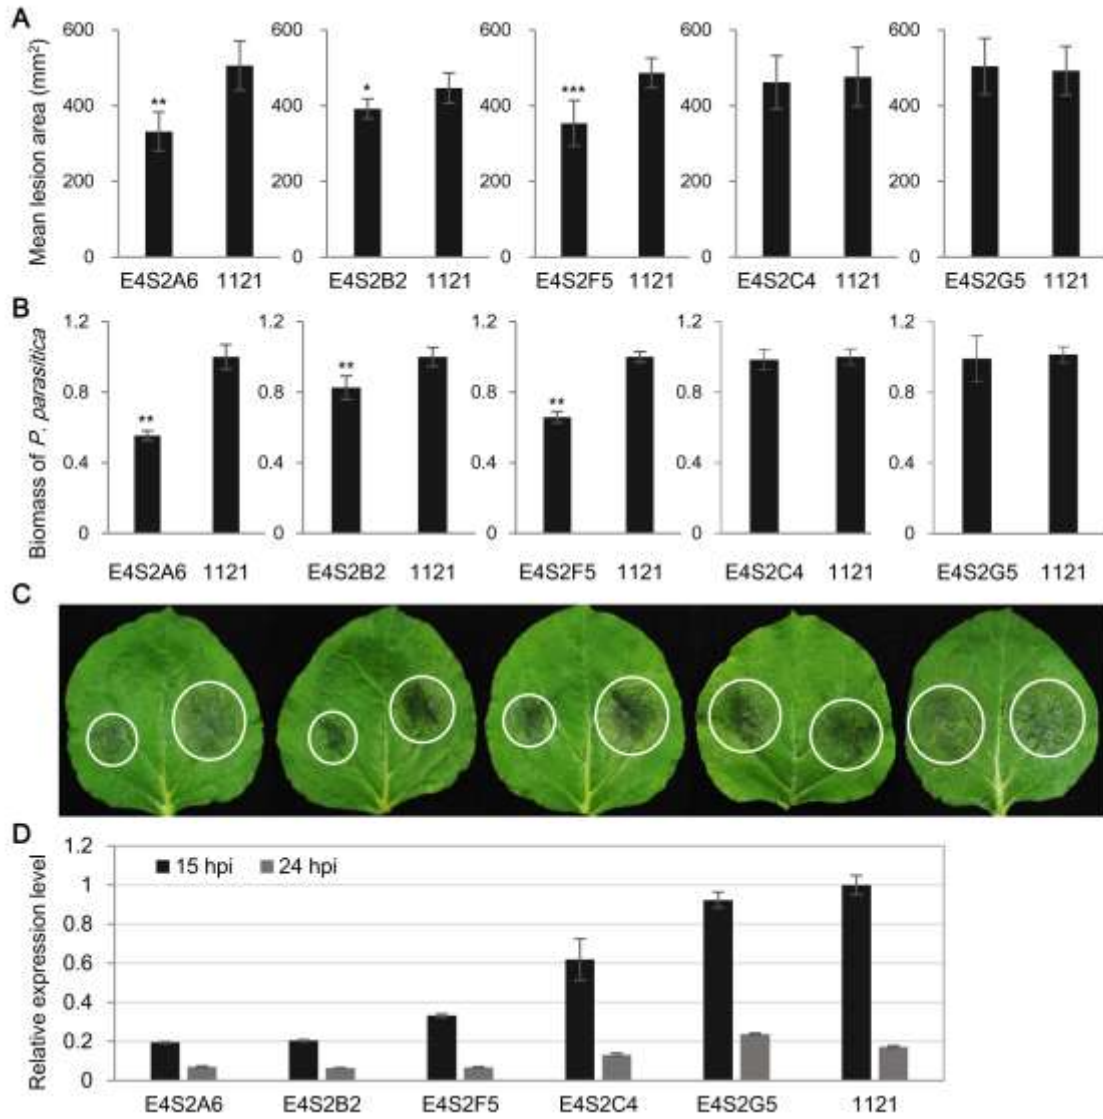 A
Mean lesion area (mm²)
600 600 600 600 600
400 400 400 400 400
200 200 200 200 200
0 0 0 0 0
** * ***
E4S2A6 1121 E4S2B2 1121 E4S2F5 1121 E4S2C4 1121 E4S2G5 1121
B
Biomass of P. parasitica
1.2 1.2 1.2 1.2 1.2
0.8 0.8 0.8 0.8 0.8
0.4 0.4 0.4 0.4 0.4
0 0 0 0 0
** ** **
E4S2A6 1121 E4S2B2 1121 E4S2F5 1121 E4S2C4 1121 E4S2G5 1121
C
D
Relative expression level
1.2
1
0.8
0.6
0.4
0.2
0
15 hpi 24 hpi
E4S2A6 E4S2B2 E4S2F5 E4S2C4 E4S2G5 1121